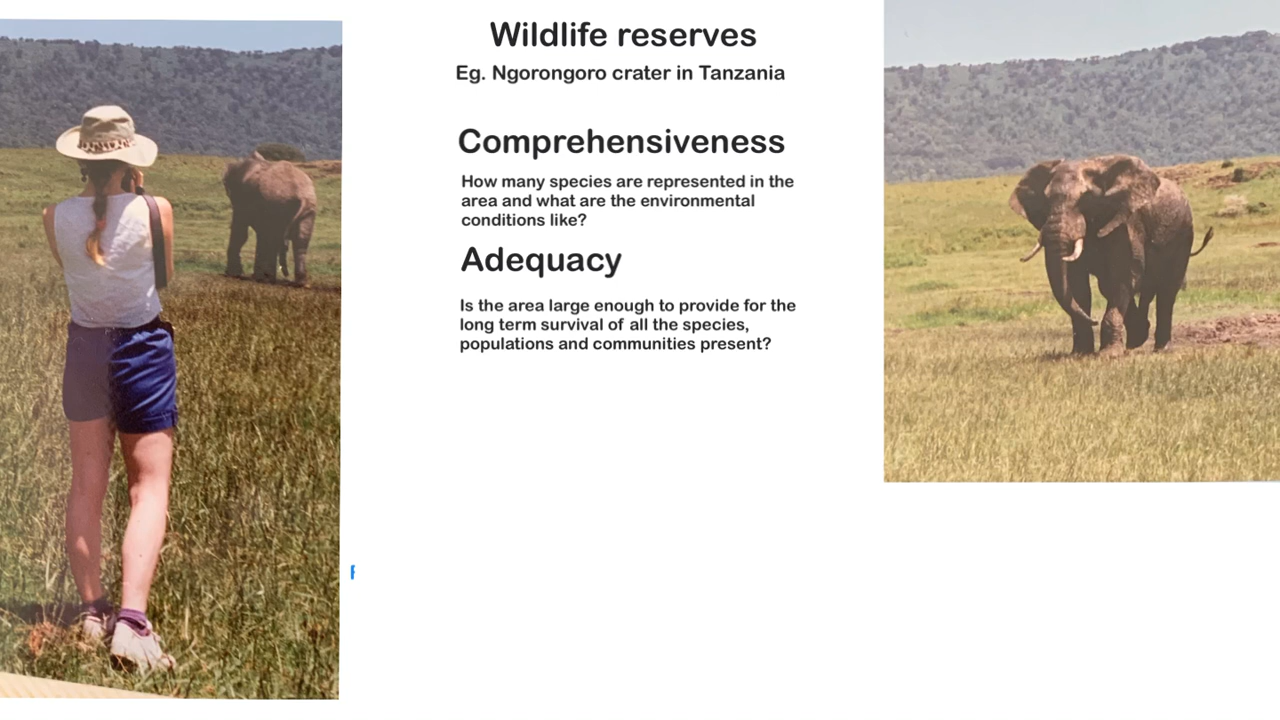 Wildlife reserves
Eg. Ngorongoro crater in Tanzania
Comprehensiveness
How many species are represented in the
area and what are the environmental
conditions like?
Adequacy
Is the area large enough to provide for the
long term survival of all the species,
populations and communities present?